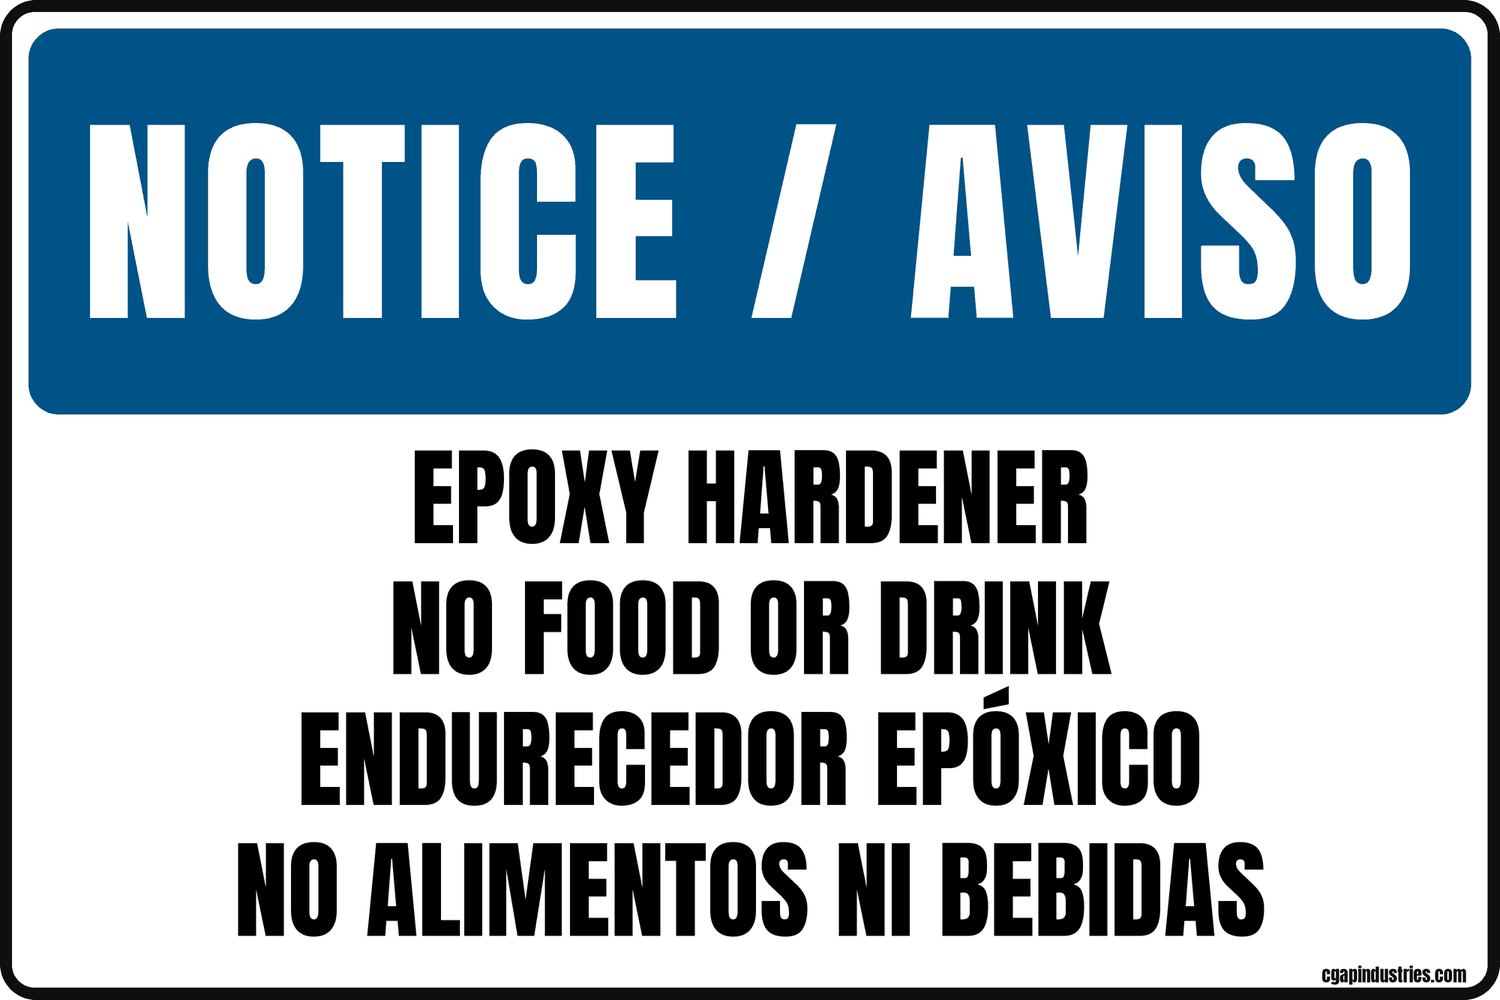 NOTICE / AVISO
EPOXY HARDENER
NO FOOD OR DRINK
ENDURECEDOR EPÓXICO
NO ALIMENTOS NI BEBIDAS
cgapindustries.com